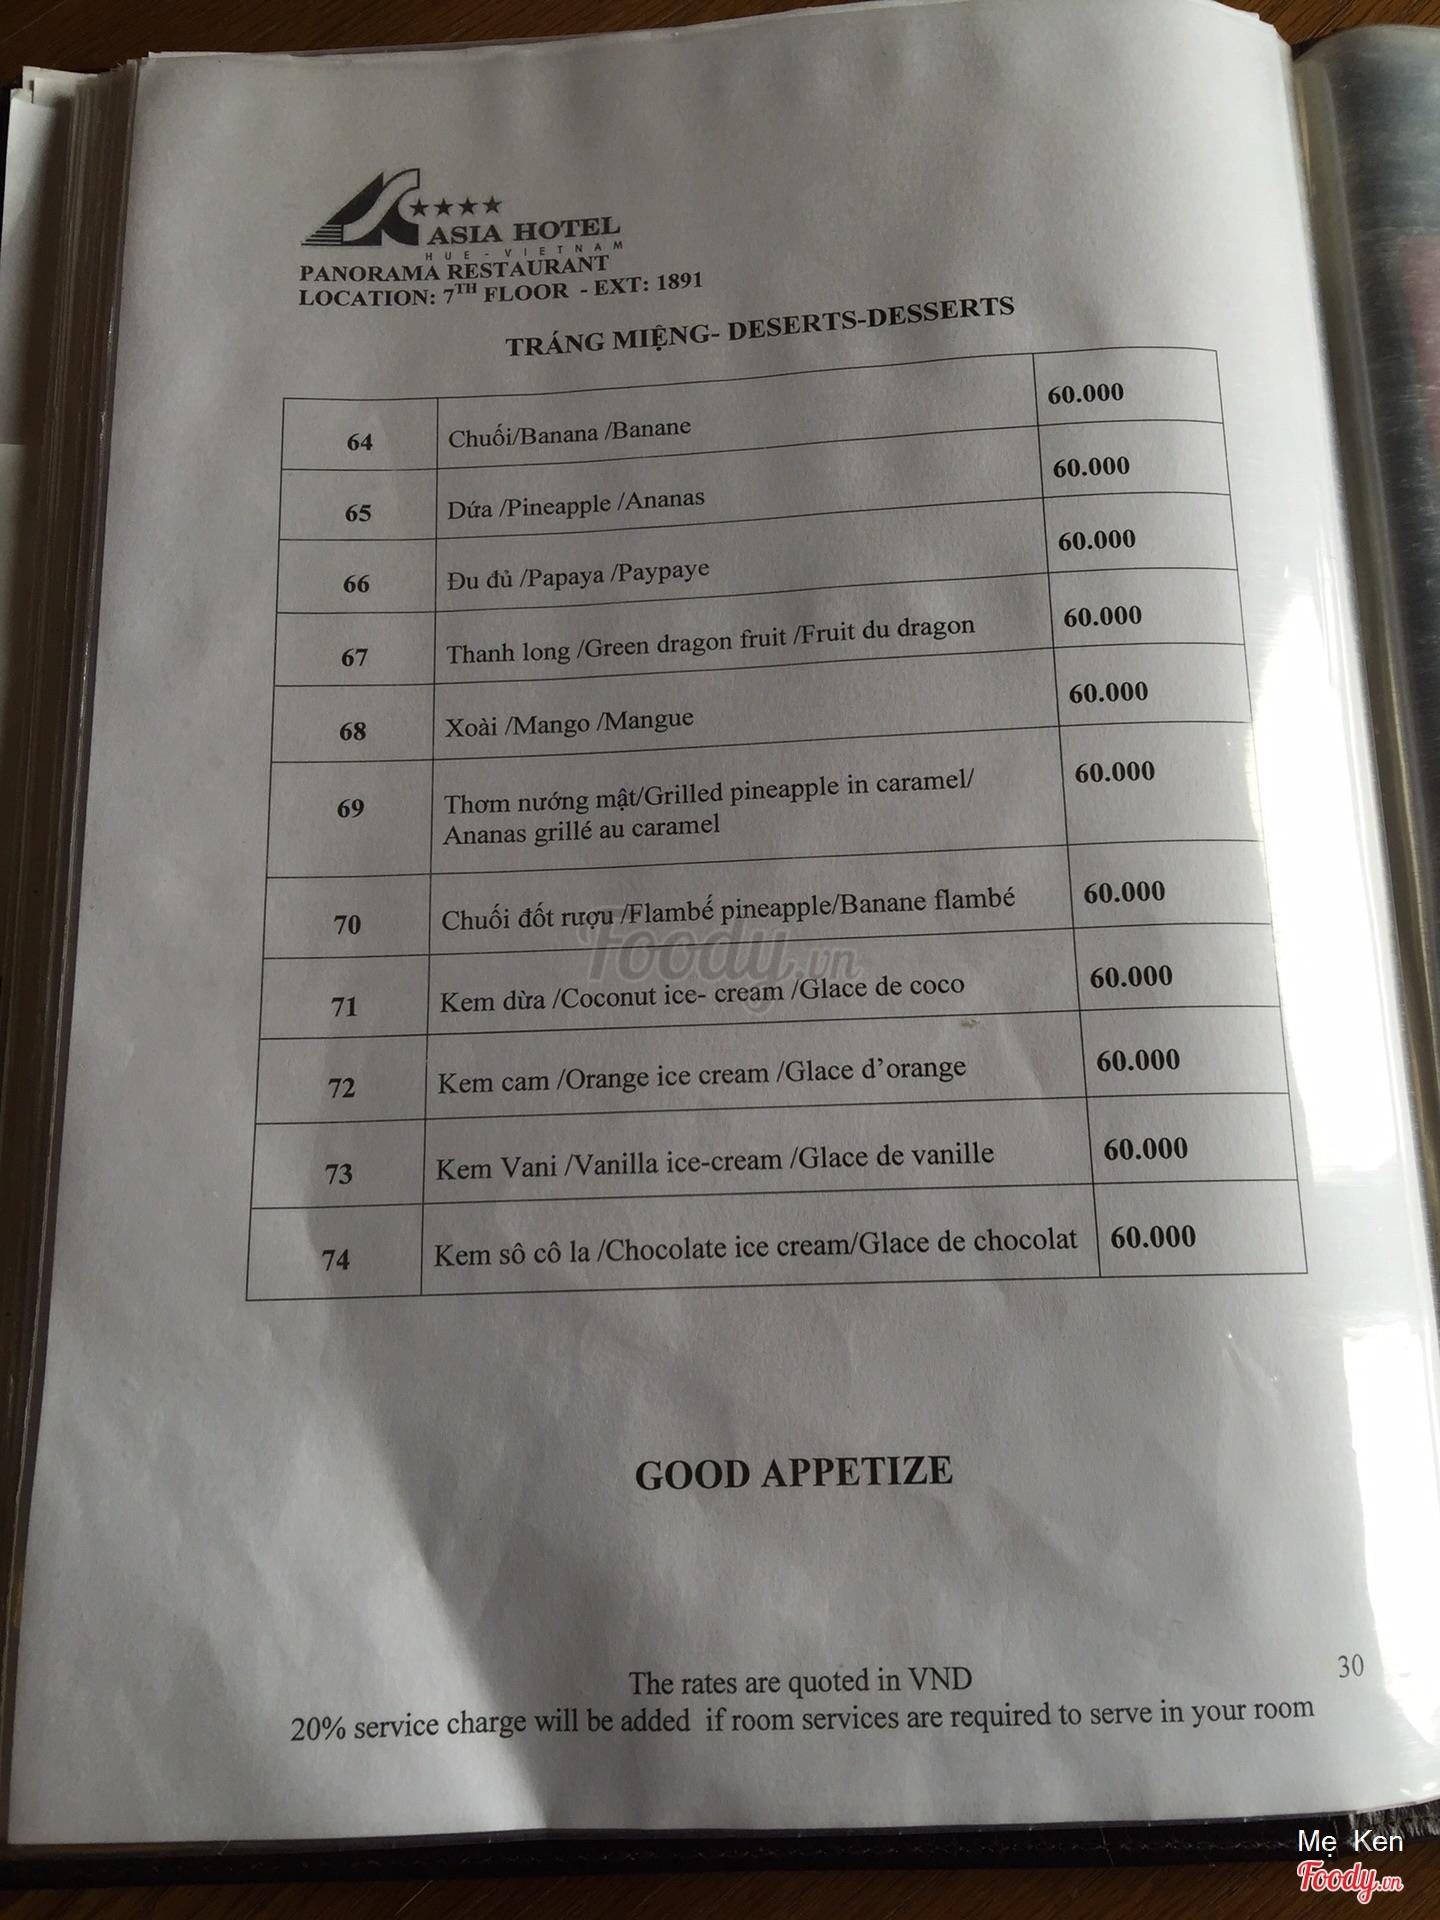 ★★★★
ASIA HOTEL
HUE - VIETNAM
PANORAMA RESTAURANT
LOCATION: 7TH FLOOR - EXT: 1891
TRÁNG MIỆNG- DESERTS-DESSERTS
64 Chuối/Banana /Banane 60.000
65 Dứa /Pineapple /Ananas 60.000
66 Đu đủ /Papaya /Paypaye 60.000
67 Thanh long /Green dragon fruit /Fruit du dragon 60.000
68 Xoài /Mango /Mangue 60.000
69 Thơm nướng mật/Grilled pineapple in caramel/ 60.000
Ananas grillé au caramel
70 Chuối đốt rượu /Flambế pineapple/Banane flambé 60.000
Foody.vn
71 Kem dừa /Coconut ice- cream /Glace de coco 60.000
72 Kem cam /Orange ice cream /Glace d’orange 60.000
73 Kem Vani /Vanilla ice-cream /Glace de vanille 60.000
74 Kem sô cô la /Chocolate ice cream/Glace de chocolat 60.000
GOOD APPETIZE
30
The rates are quoted in VND
20% service charge will be added if room services are required to serve in your room
Mẹ Ken
Foody.vn